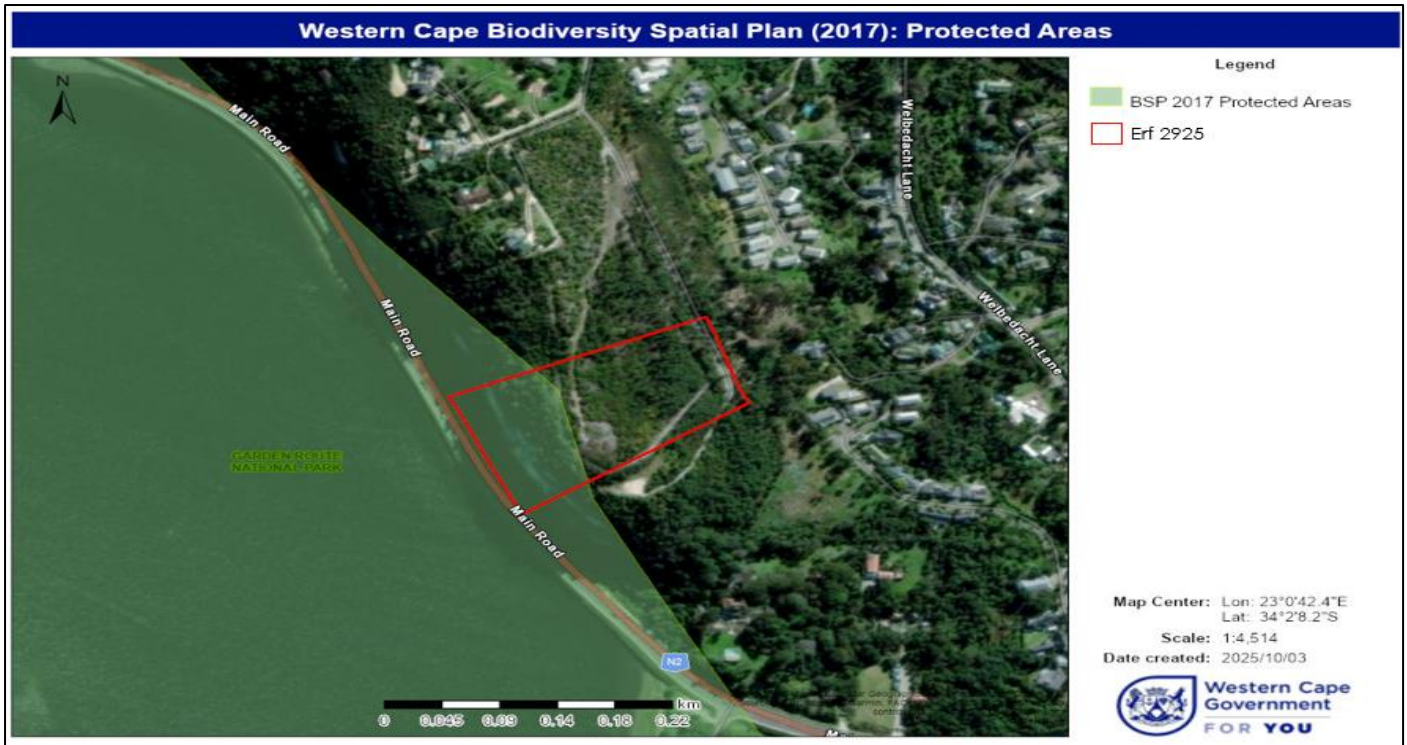 Western Cape Biodiversity Spatial Plan (2017): Protected Areas
N
Main Road
Main Road
Main Road
Welbedacht Lane
Welbedacht Lane
GARDEN ROUTE
NATIONAL PARK
N2
km
0 0.045 0.09 0.14 0.18 0.22
Legend
BSP 2017 Protected Areas
Erf 2925
Map Center: Lon: 23°0'42.4"E
Lat: 34°2'8.2"S
Scale: 1:4,514
Date created: 2025/10/03
Western Cape
Government
FOR YOU